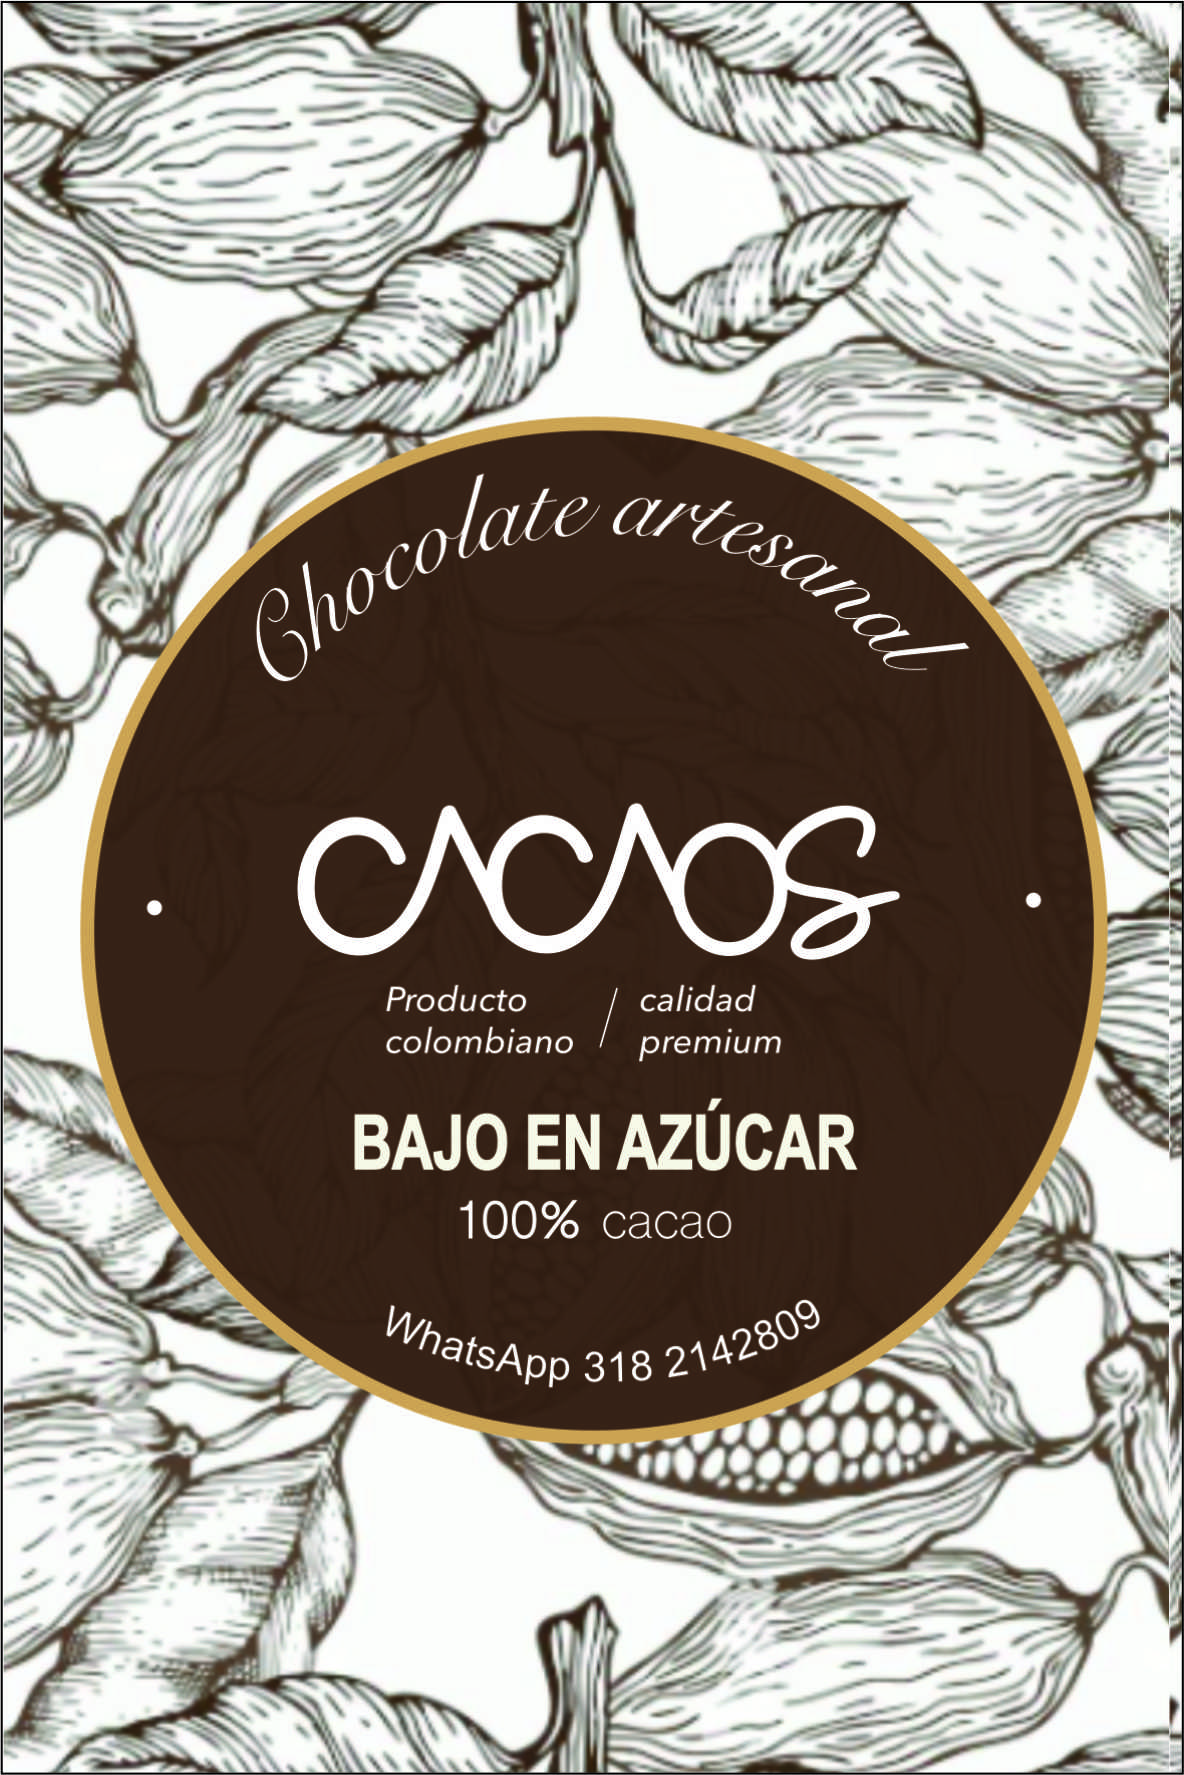 Chocolate artesanal
CACAOS
Producto colombiano / calidad premium
BAJO EN AZÚCAR
100% cacao
WhatsApp 318 2142809